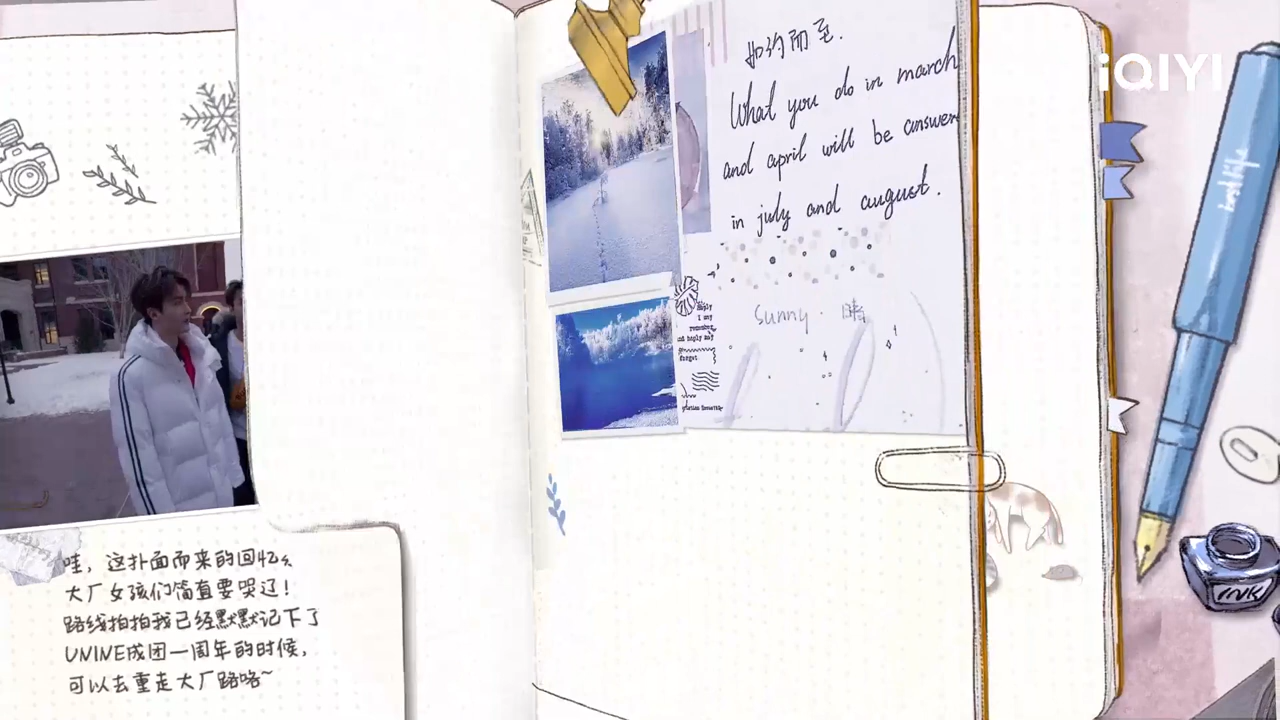 iQIYI
如约而至.
What you do in march
and april will be answer
in july and august.
sunny · 晴
哇，这扑面而来的回忆
大厂女孩们简直要哭辽！
路线拍拍我已经默默记下了
UNINE成团一周年的时候，
可以去重走大厂路咯~
INK